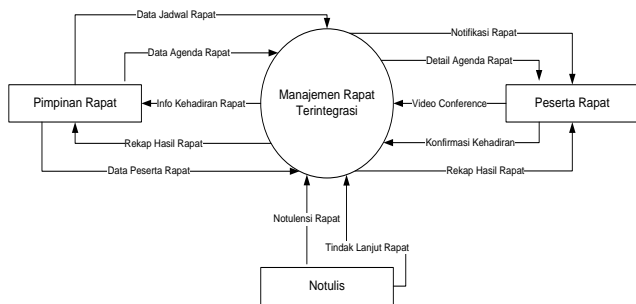 Data Jadwal Rapat
Notifikasi Rapat
Data Agenda Rapat
Detail Agenda Rapat
Pimpinan Rapat
Info Kehadiran Rapat
Manajemen Rapat
Terintegrasi
Video Conference
Peserta Rapat
Rekap Hasil Rapat
Konfirmasi Kehadiran
Data Peserta Rapat
Rekap Hasil Rapat
Notulensi Rapat
Tindak Lanjut Rapat
Notulis